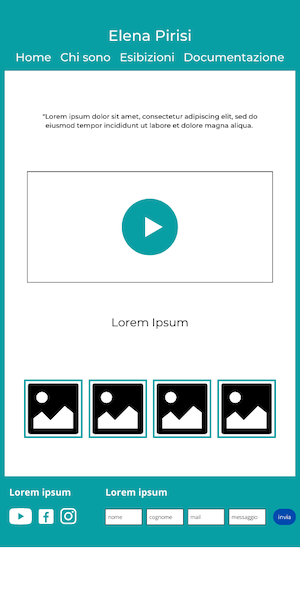 Elena Pirisi
Home Chi sono Esibizioni Documentazione
"Lorem ipsum dolor sit amet, consectetur adipiscing elit, sed do
eiusmod tempor incididunt ut labore et dolore magna aliqua.
Lorem Ipsum
Lorem ipsum
Lorem ipsum
nome cognome mail messaggio invia